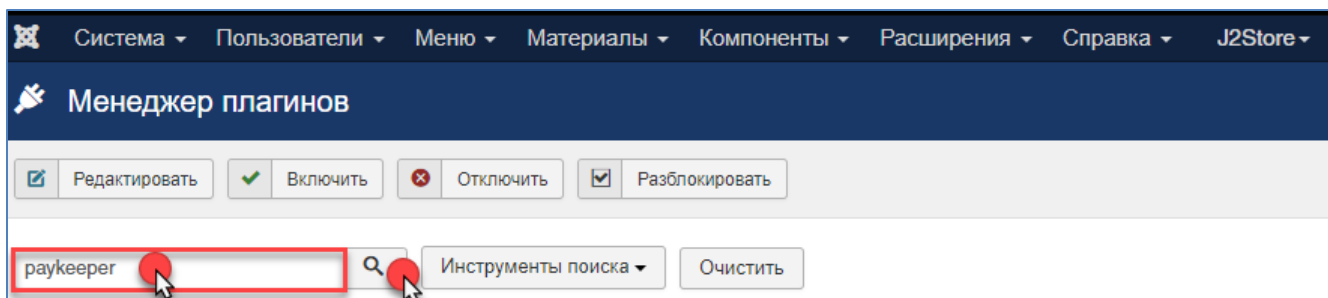 Система Пользователи Меню Материалы Компоненты Расширения Справка J2Store
Менеджер плагинов
Редактировать Включить Отключить Разблокировать
paykeeper Инструменты поиска Очистить